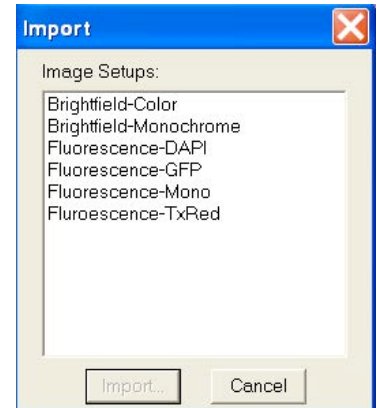 Import
Image Setups:
Brightfield-Color
Brightfield-Monochrome
Fluorescence-DAPI
Fluorescence-GFP
Fluorescence-Mono
Fluroescence-TxRed
Import... Cancel